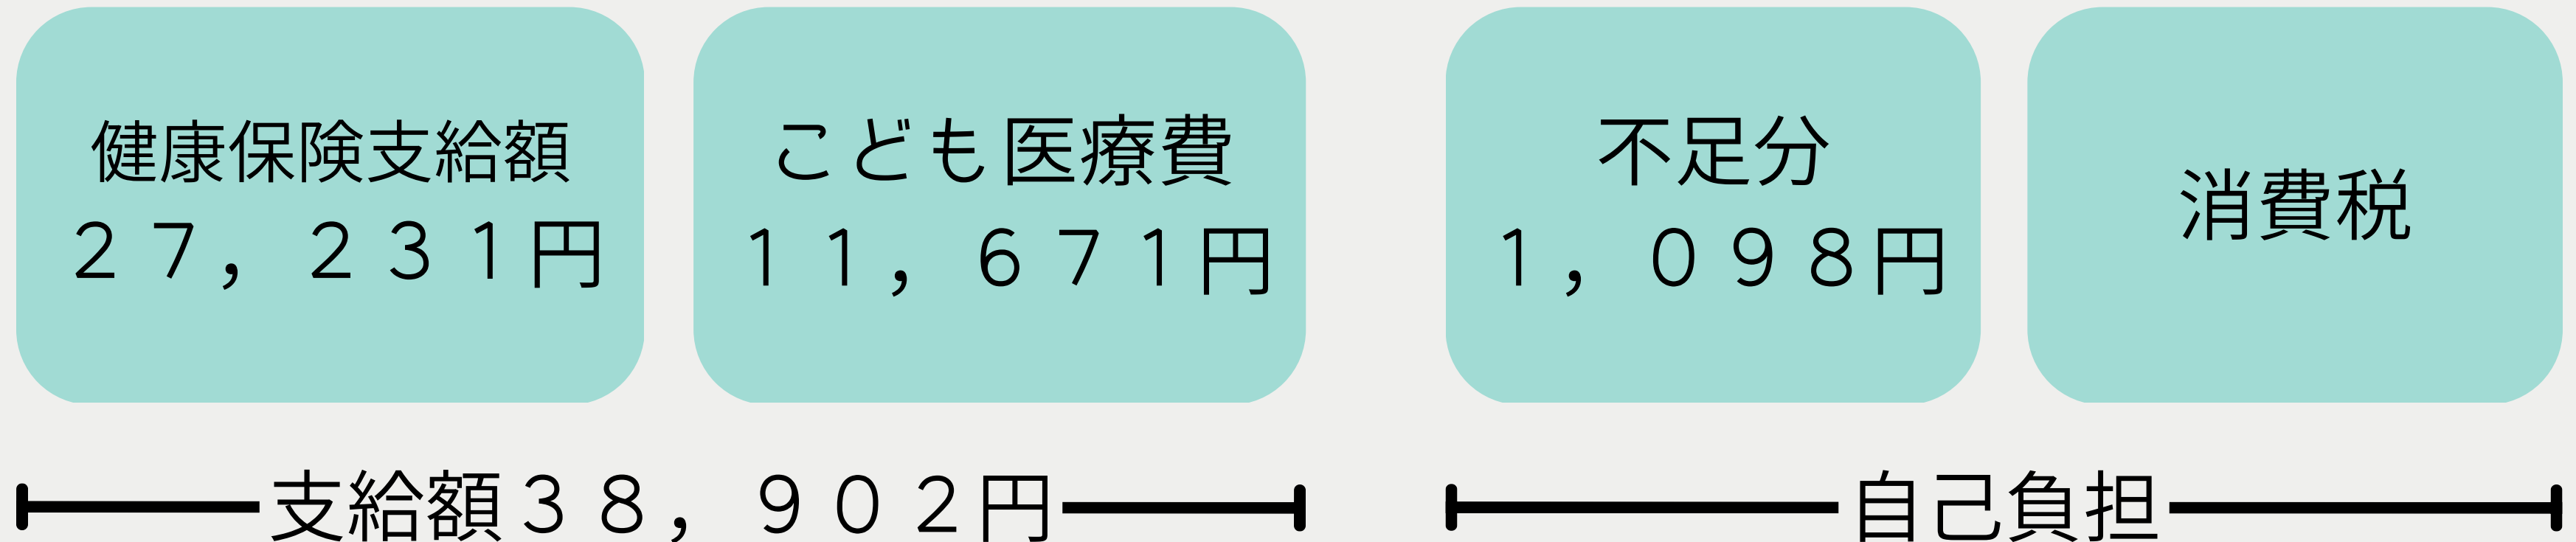 健康保険支給額
２７，２３１円
こども医療費
１１，６７１円
不足分
１，０９８円
消費税
支給額３８，９０２円
自己負担